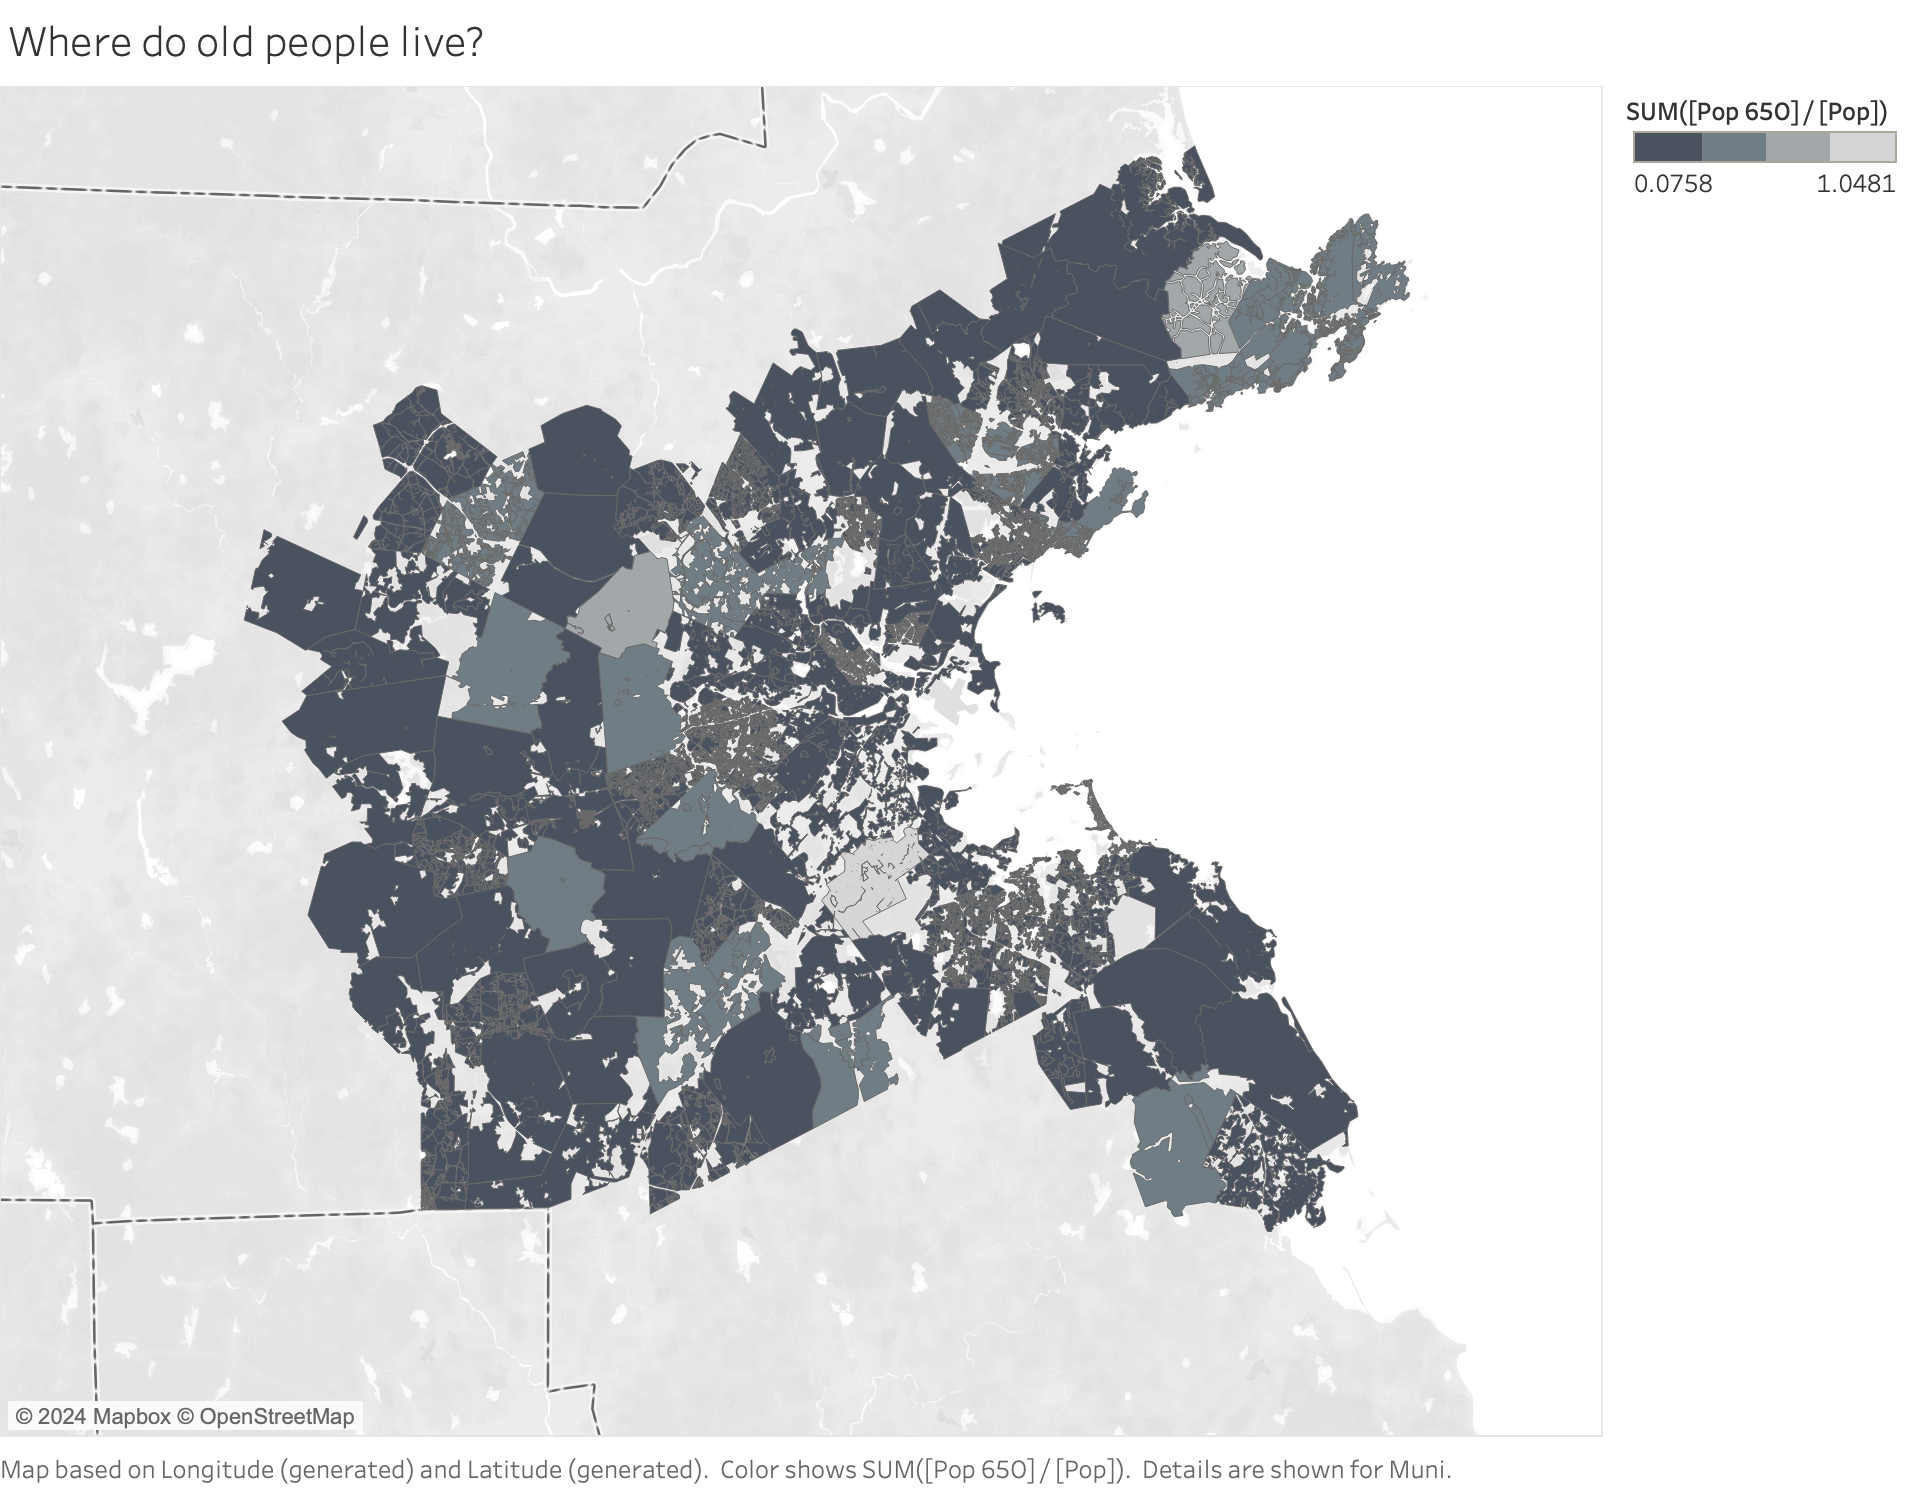 Where do old people live?
SUM([Pop 65O] / [Pop])
0.0758 1.0481
© 2024 Mapbox © OpenStreetMap
Map based on Longitude (generated) and Latitude (generated). Color shows SUM([Pop 65O] / [Pop]). Details are shown for Muni.